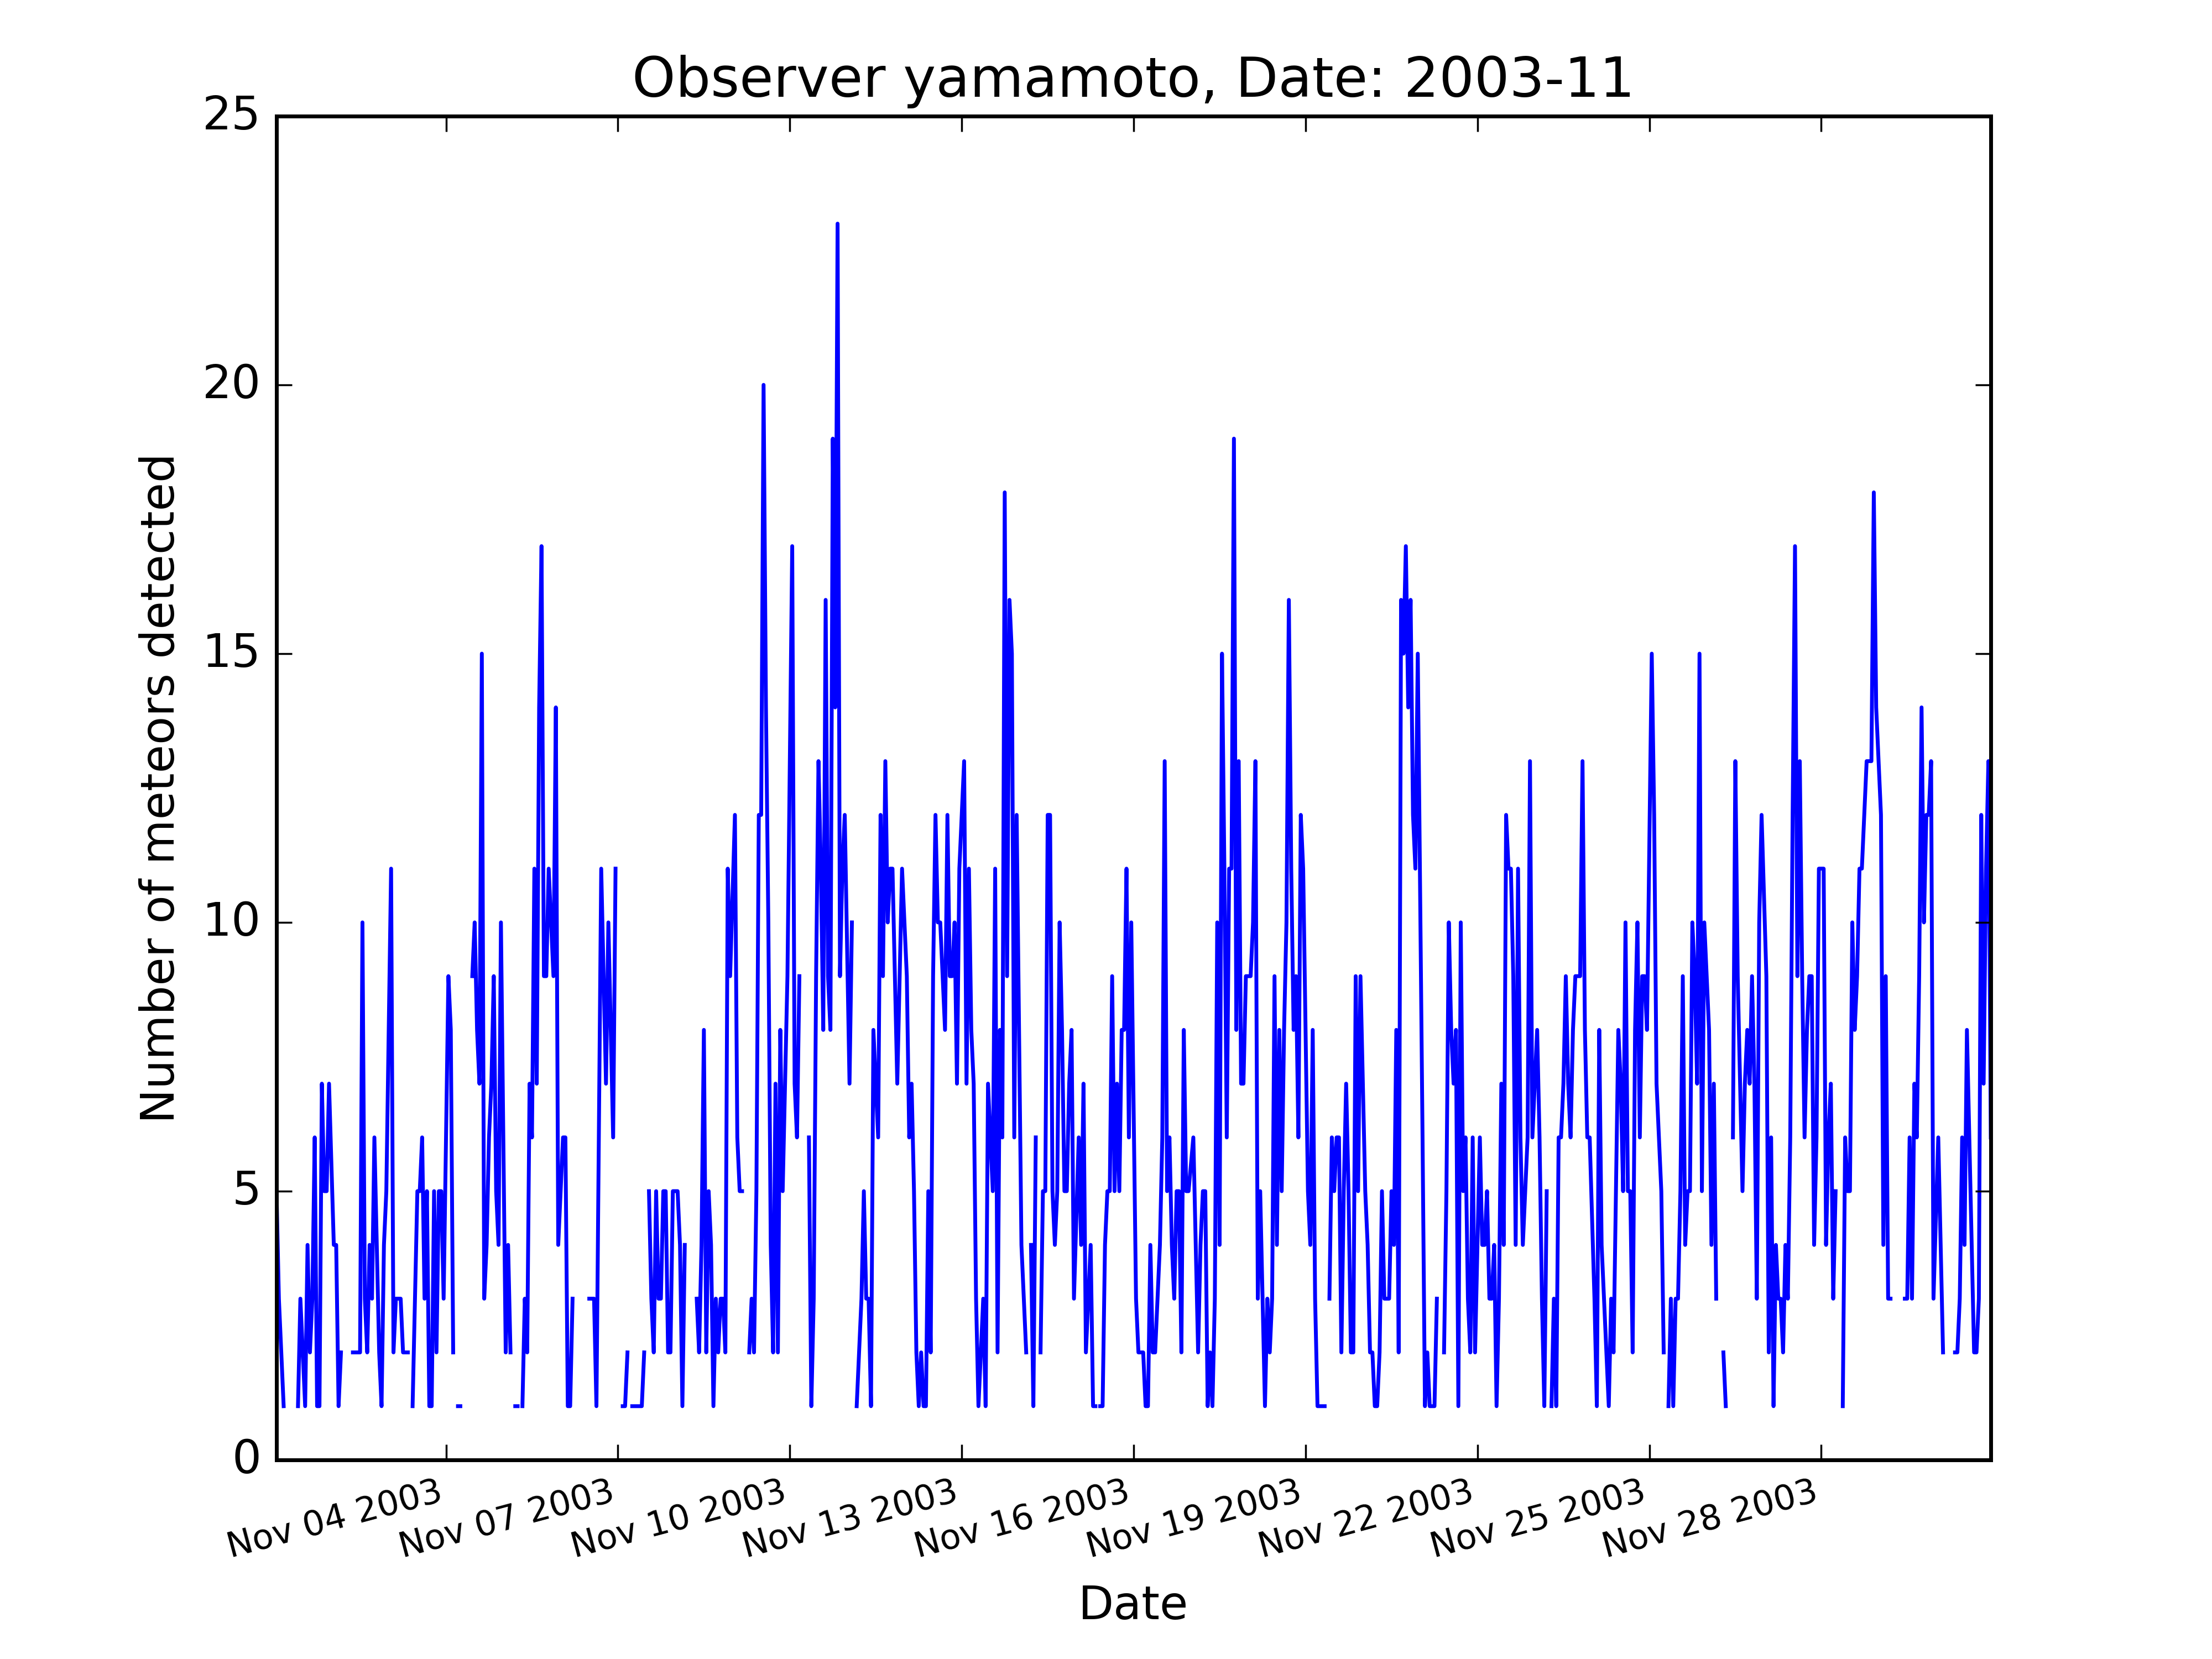 Observer yamamoto, Date: 2003-11
25
20
15
10
5
0
Number of meteors detected
Nov 04 2003
Nov 07 2003
Nov 10 2003
Nov 13 2003
Nov 16 2003
Nov 19 2003
Nov 22 2003
Nov 25 2003
Nov 28 2003
Date